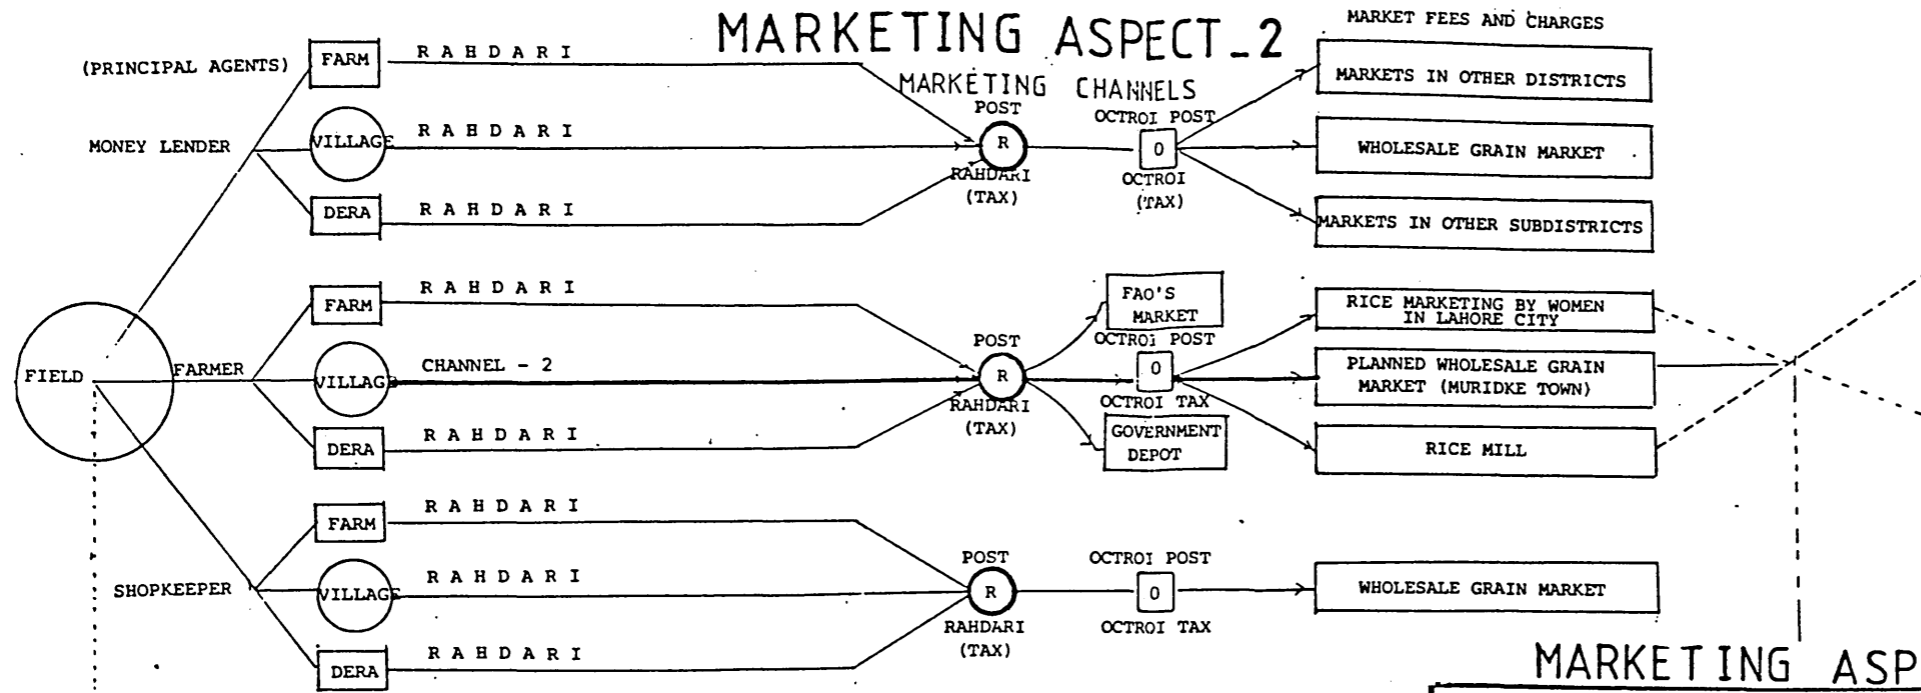 MARKETING ASPECT_2
MARKETING CHANNELS
MARKET FEES AND CHARGES
(PRINCIPAL AGENTS)
MONEY LENDER
FARM
RAHDARI
VILLAGE
RAHDARI
DERA
RAHDARI
POST
R
RAHDARI
(TAX)
OCTROI POST
O
OCTROI
(TAX)
MARKETS IN OTHER DISTRICTS
WHOLESALE GRAIN MARKET
MARKETS IN OTHER SUBDISTRICTS
FIELD
FARMER
FARM
RAHDARI
VILLAGE
CHANNEL - 2
DERA
RAHDARI
POST
R
RAHDARI
(TAX)
FAO'S
MARKET
OCTROI POST
O
OCTROI TAX
GOVERNMENT
DEPOT
RICE MARKETING BY WOMEN
IN LAHORE CITY
PLANNED WHOLESALE GRAIN
MARKET (MURIDKE TOWN)
RICE MILL
SHOPKEEPER
FARM
RAHDARI
VILLAGE
RAHDARI
DERA
RAHDARI
POST
R
RAHDARI
(TAX)
OCTROI POST
O
OCTROI TAX
WHOLESALE GRAIN MARKET
MARKETING ASP